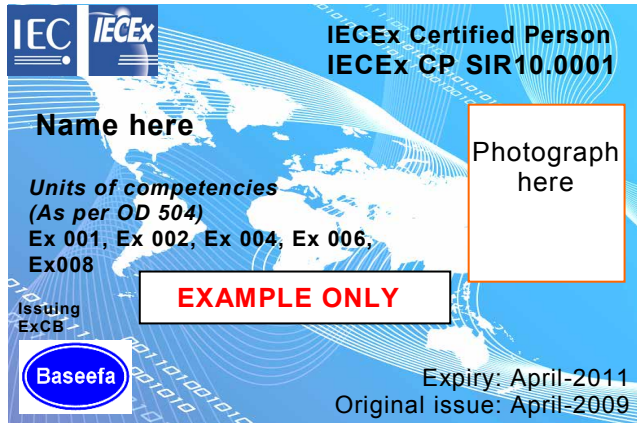 IEC IECEx
IECEx Certified Person
IECEx CP SIR10.0001
Name here
Photograph
here
Units of competencies
(As per OD 504)
Ex 001, Ex 002, Ex 004, Ex 006,
Ex008
EXAMPLE ONLY
Issuing
ExCB
Baseefa
Expiry: April-2011
Original issue: April-2009